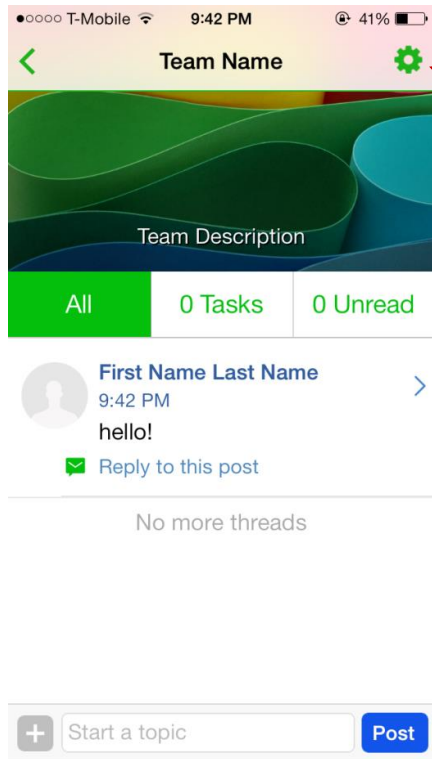 T-Mobile 9:42 PM 41%
Team Name
Team Description
All 0 Tasks 0 Unread
First Name Last Name
9:42 PM
hello!
Reply to this post
No more threads
Start a topic Post